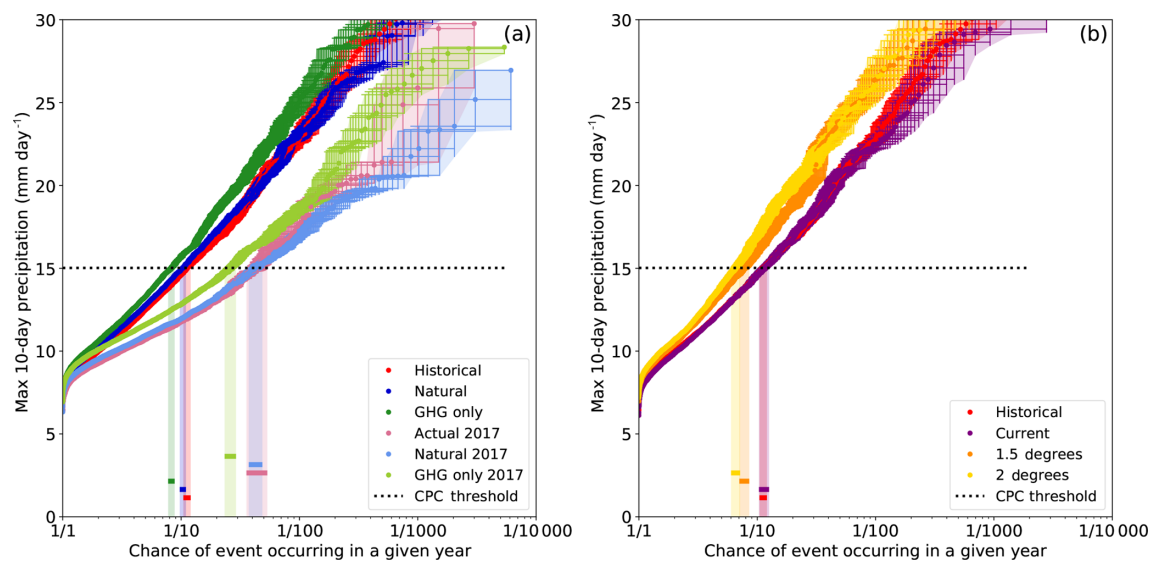 (a)
30
25
20
15
10
5
0
Max 10-day precipitation (mm day⁻¹)
Historical
Natural
GHG only
Actual 2017
Natural 2017
GHG only 2017
CPC threshold
1/1
1/10
1/100
1/1000
1/10 000
Chance of event occurring in a given year
(b)
30
25
20
15
10
5
0
Max 10-day precipitation (mm day⁻¹)
Historical
Current
1.5 degrees
2 degrees
CPC threshold
1/1
1/10
1/100
1/1000
1/10 000
Chance of event occurring in a given year